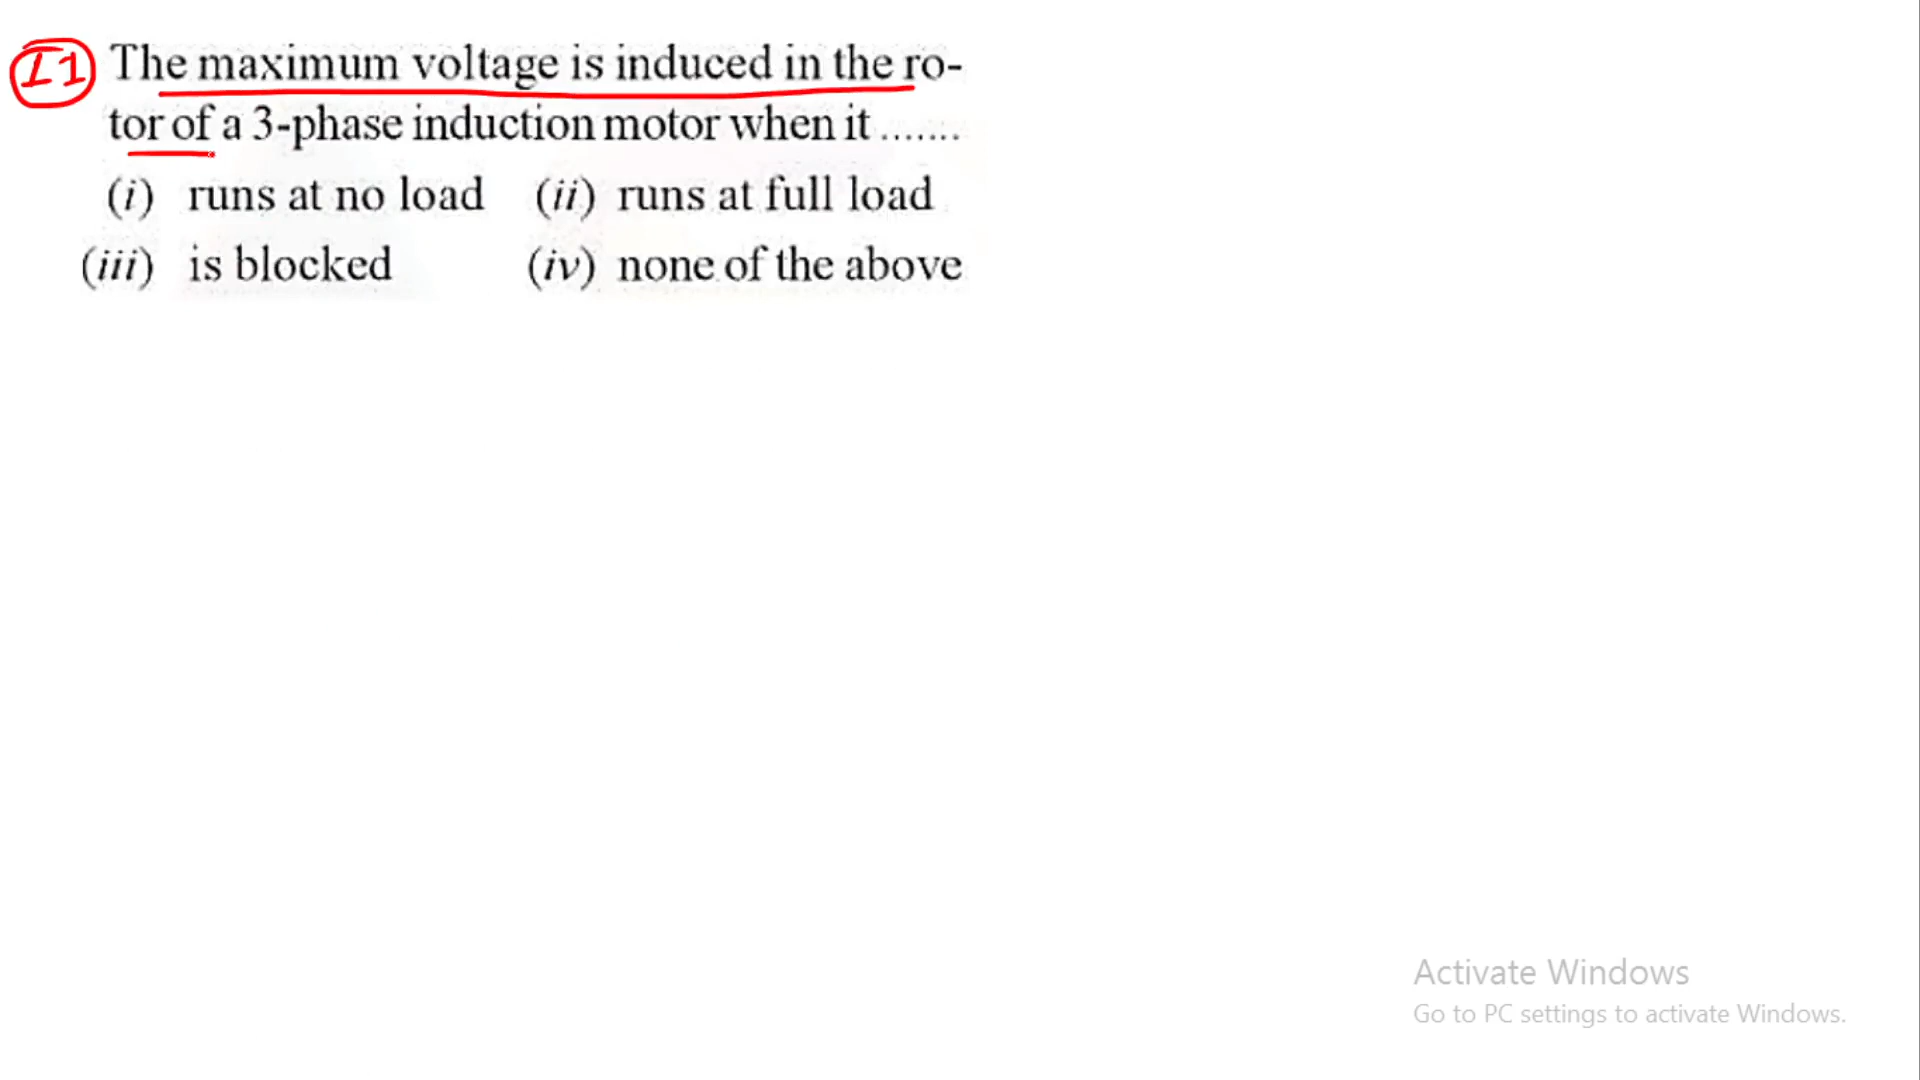 I1 The maximum voltage is induced in the ro-
tor of a 3-phase induction motor when it .......
(i) runs at no load (ii) runs at full load
(iii) is blocked (iv) none of the above
Activate Windows
Go to PC settings to activate Windows.